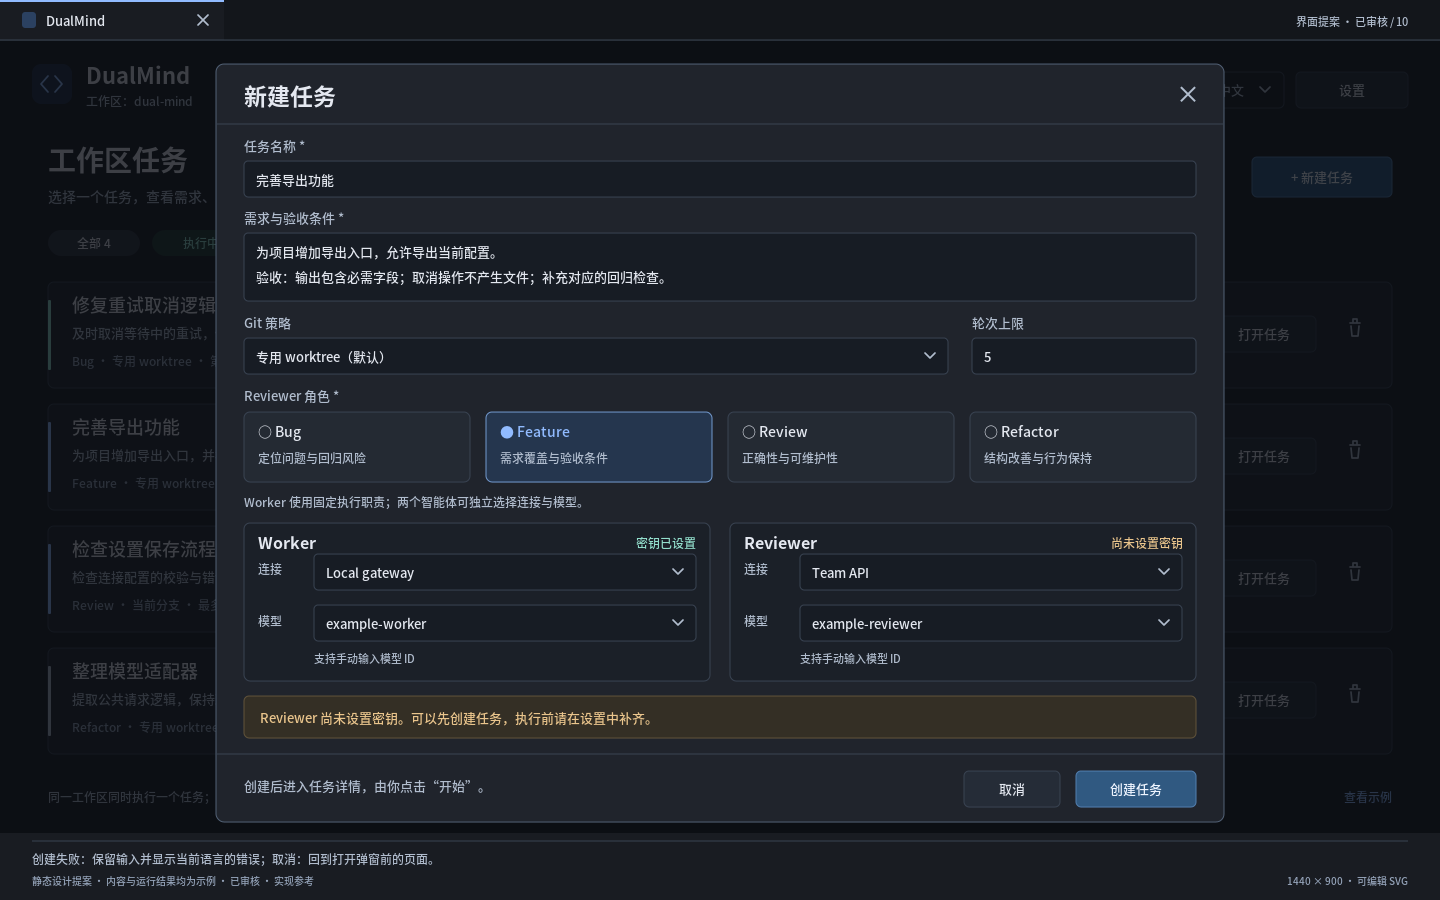 DualMind
界面提案 · 已审核 / 10
DualMind
工作区：dual-mind
中文
设置
工作区任务
选择一个任务，查看需求、
+ 新建任务
全部 4
执行中
修复重试取消逻辑
及时取消等待中的重试，
Bug · 专用 worktree ·
打开任务
完善导出功能
为项目增加导出入口，并
Feature · 专用 worktree
打开任务
检查设置保存流程
检查连接配置的校验与错
Review · 当前分支 · 最多
打开任务
整理模型适配器
提取公共请求逻辑，保持
Refactor · 专用 worktree
打开任务
同一工作区同时执行一个任务；
查看示例
新建任务
任务名称 *
完善导出功能
需求与验收条件 *
为项目增加导出入口，允许导出当前配置。
验收：输出包含必需字段；取消操作不产生文件；补充对应的回归检查。
Git 策略
轮次上限
专用 worktree（默认）
5
Reviewer 角色 *
Bug
定位问题与回归风险
Feature
需求覆盖与验收条件
Review
正确性与可维护性
Refactor
结构改善与行为保持
Worker 使用固定执行职责；两个智能体可独立选择连接与模型。
Worker
密钥已设置
连接
Local gateway
模型
example-worker
支持手动输入模型 ID
Reviewer
尚未设置密钥
连接
Team API
模型
example-reviewer
支持手动输入模型 ID
Reviewer 尚未设置密钥。可以先创建任务，执行前请在设置中补齐。
创建后进入任务详情，由你点击“开始”。
取消
创建任务
创建失败：保留输入并显示当前语言的错误；取消：回到打开弹窗前的页面。
静态设计提案 · 内容与运行结果均为示例 · 已审核 · 实现参考
1440 × 900 · 可编辑 SVG